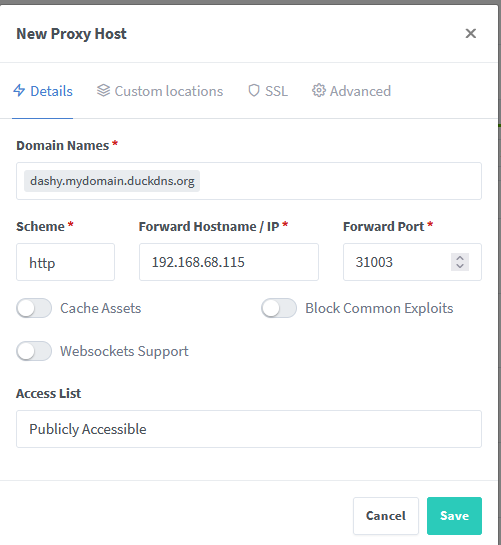 New Proxy Host
Details Custom locations SSL Advanced
Domain Names *
dashy.mydomain.duckdns.org
Scheme * Forward Hostname / IP * Forward Port *
http 192.168.68.115 31003
Cache Assets Block Common Exploits
Websockets Support
Access List
Publicly Accessible
Cancel Save